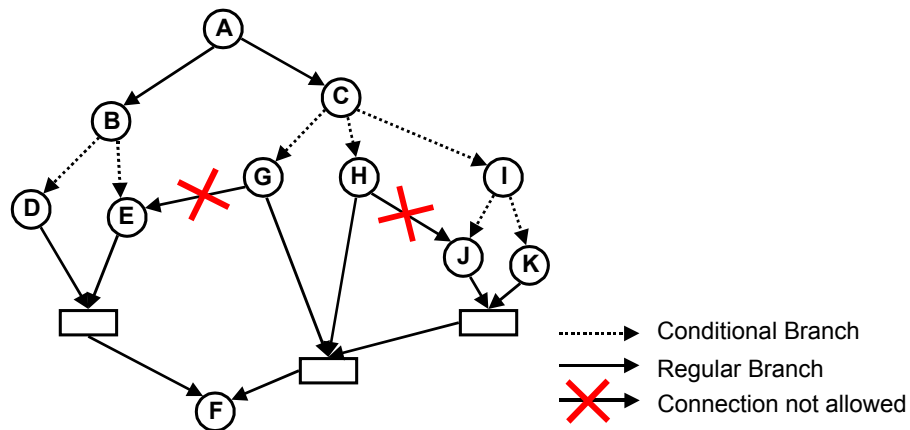 A
C
B
G
H
I
D
E
J
K
F
Conditional Branch
Regular Branch
Connection not allowed